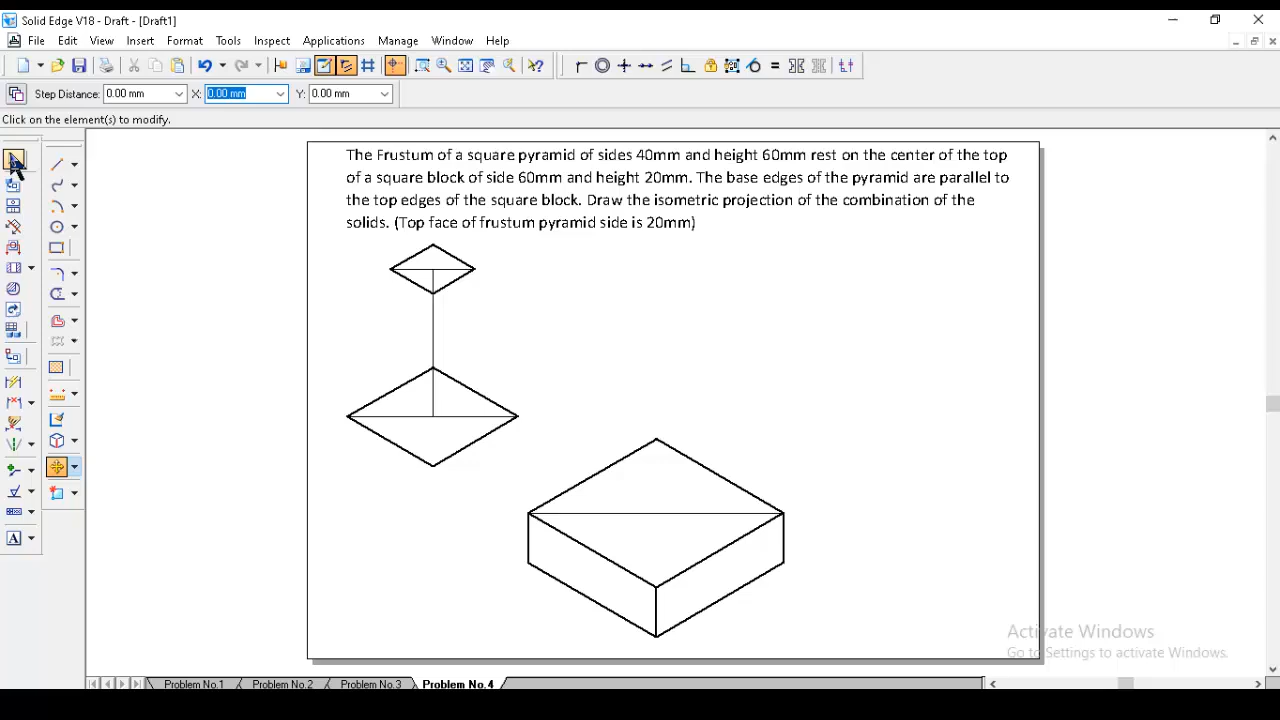 Solid Edge V18 - Draft - [Draft1]
File Edit View Insert Format Tools Inspect Applications Manage Window Help
Step Distance: 0.00 mm X: 0.00 mm Y: 0.00 mm
Click on the element(s) to modify.
The Frustum of a square pyramid of sides 40mm and height 60mm rest on the center of the top
of a square block of side 60mm and height 20mm. The base edges of the pyramid are parallel to
the top edges of the square block. Draw the isometric projection of the combination of the
solids. (Top face of frustum pyramid side is 20mm)
A
Activate Windows
Go to Settings to activate Windows.
Problem No.1 Problem No.2 Problem No.3 Problem No.4